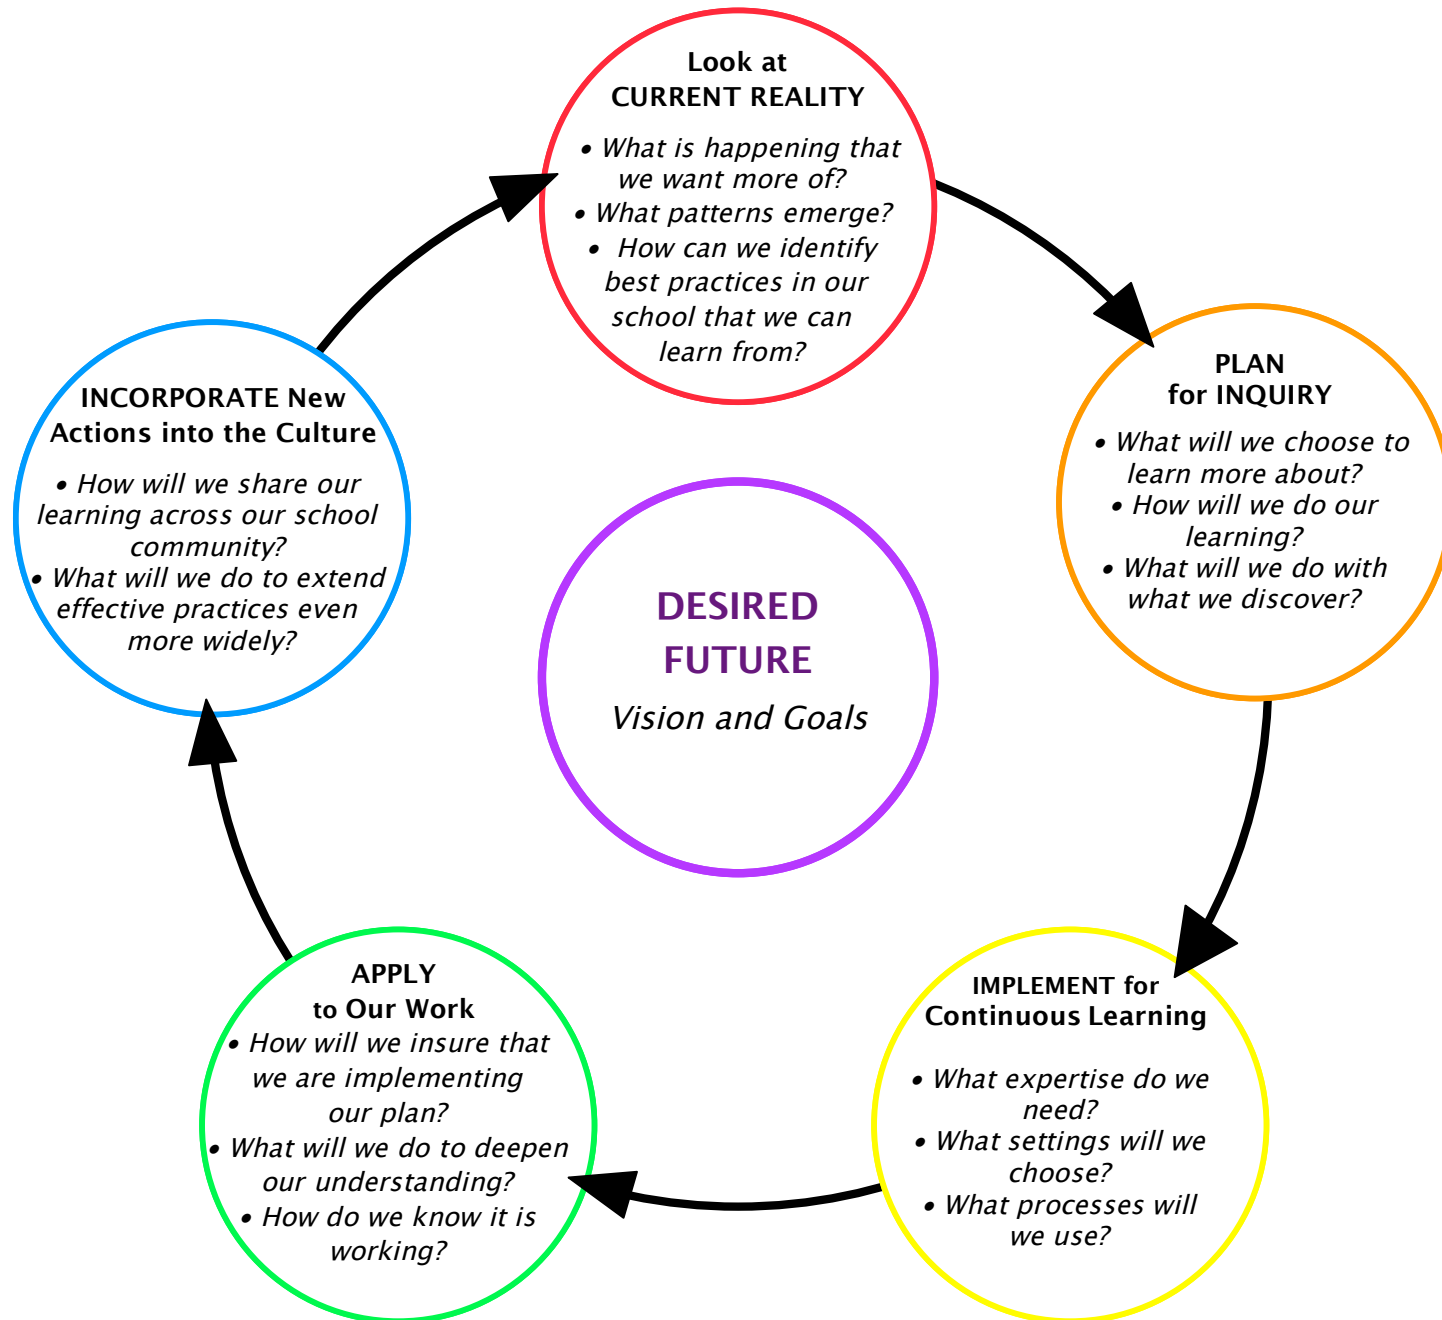 Look at
CURRENT REALITY
• What is happening that
we want more of?
• What patterns emerge?
• How can we identify
best practices in our
school that we can
learn from?
PLAN
for INQUIRY
• What will we choose to
learn more about?
• How will we do our
learning?
• What will we do with
what we discover?
IMPLEMENT for
Continuous Learning
• What expertise do we
need?
• What settings will we
choose?
• What processes will
we use?
APPLY
to Our Work
• How will we insure that
we are implementing
our plan?
• What will we do to deepen
our understanding?
• How do we know it is
working?
INCORPORATE New
Actions into the Culture
• How will we share our
learning across our school
community?
• What will we do to extend
effective practices even
more widely?
DESIRED
FUTURE
Vision and Goals